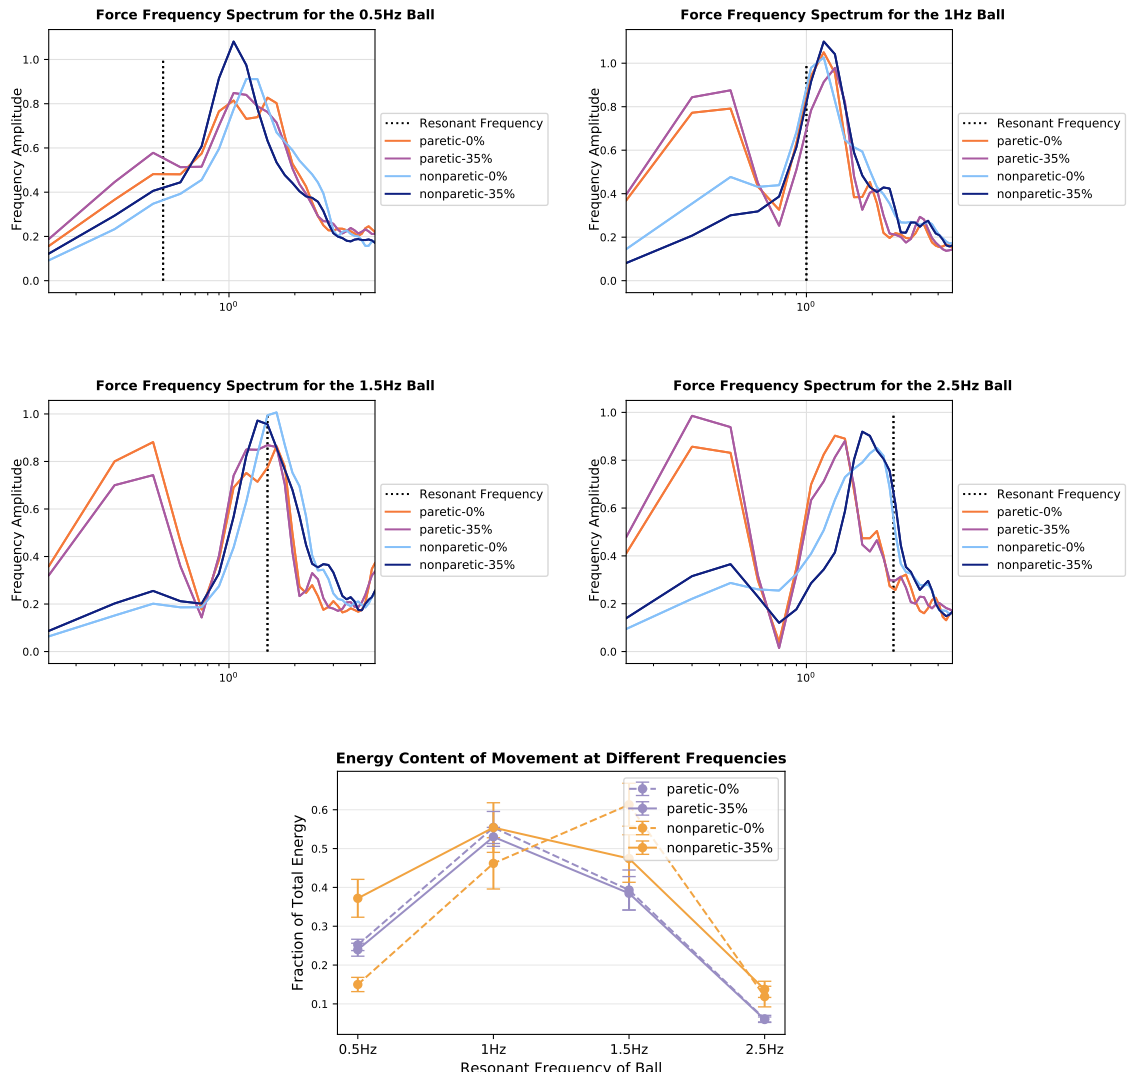 Force Frequency Spectrum for the 0.5Hz Ball
Frequency Amplitude
1.0
0.8
0.6
0.4
0.2
0.0
10⁰
Resonant Frequency
paretic-0%
paretic-35%
nonparetic-0%
nonparetic-35%
Force Frequency Spectrum for the 1Hz Ball
Frequency Amplitude
1.0
0.8
0.6
0.4
0.2
0.0
10⁰
Resonant Frequency
paretic-0%
paretic-35%
nonparetic-0%
nonparetic-35%
Force Frequency Spectrum for the 1.5Hz Ball
Frequency Amplitude
1.0
0.8
0.6
0.4
0.2
0.0
10⁰
Resonant Frequency
paretic-0%
paretic-35%
nonparetic-0%
nonparetic-35%
Force Frequency Spectrum for the 2.5Hz Ball
Frequency Amplitude
1.0
0.8
0.6
0.4
0.2
0.0
10⁰
Resonant Frequency
paretic-0%
paretic-35%
nonparetic-0%
nonparetic-35%
Energy Content of Movement at Different Frequencies
Fraction of Total Energy
0.6
0.5
0.4
0.3
0.2
0.1
paretic-0%
paretic-35%
nonparetic-0%
nonparetic-35%
0.5Hz 1Hz 1.5Hz 2.5Hz
Resonant Frequency of Ball